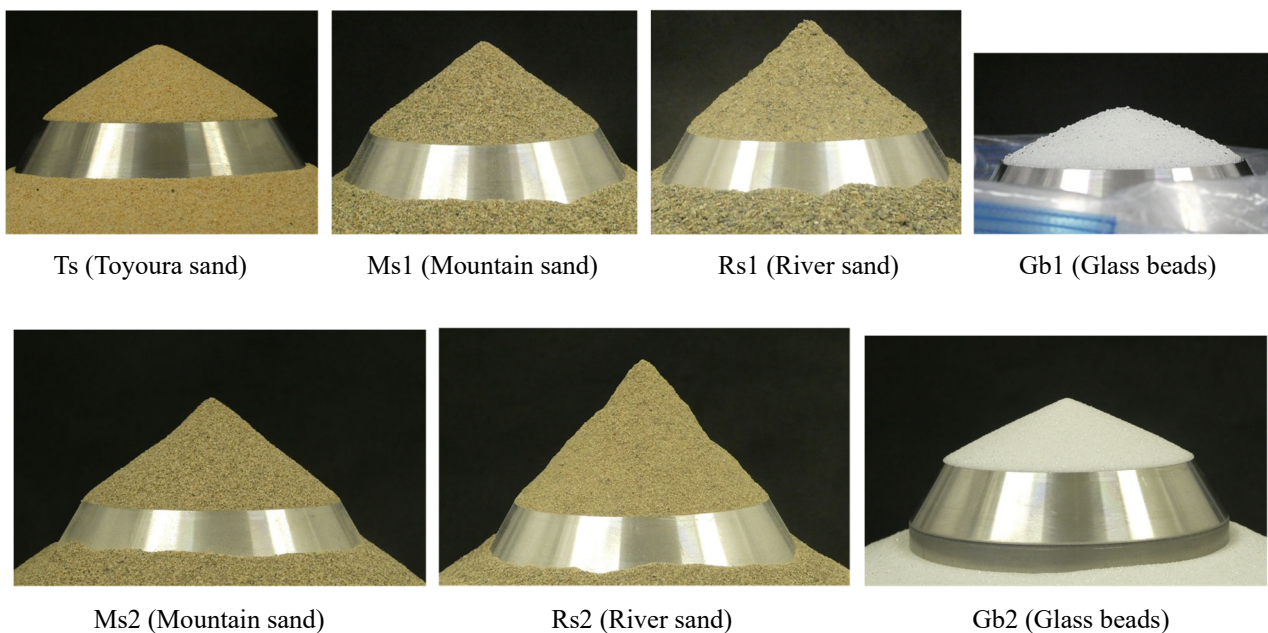 Ts (Toyoura sand)
Ms1 (Mountain sand)
Rs1 (River sand)
Gb1 (Glass beads)
Ms2 (Mountain sand)
Rs2 (River sand)
Gb2 (Glass beads)